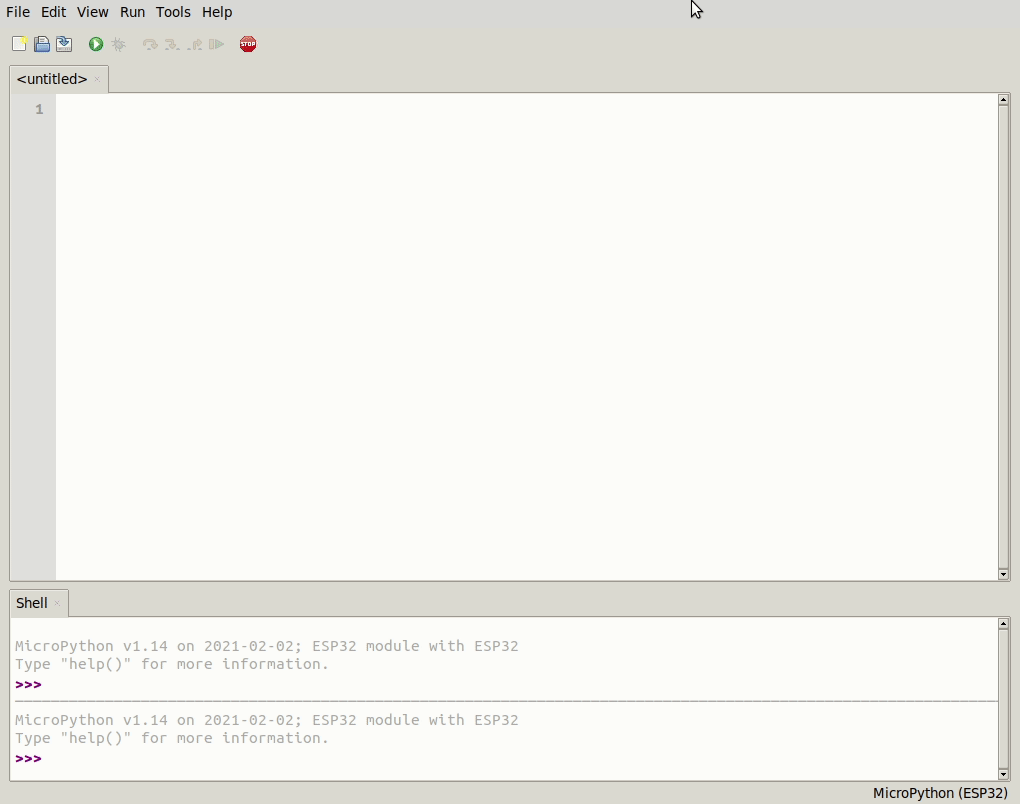 File Edit View Run Tools Help
STOP
<untitled>
1
Shell
MicroPython v1.14 on 2021-02-02; ESP32 module with ESP32
Type "help()" for more information.
>>>
MicroPython v1.14 on 2021-02-02; ESP32 module with ESP32
Type "help()" for more information.
>>>
MicroPython (ESP32)